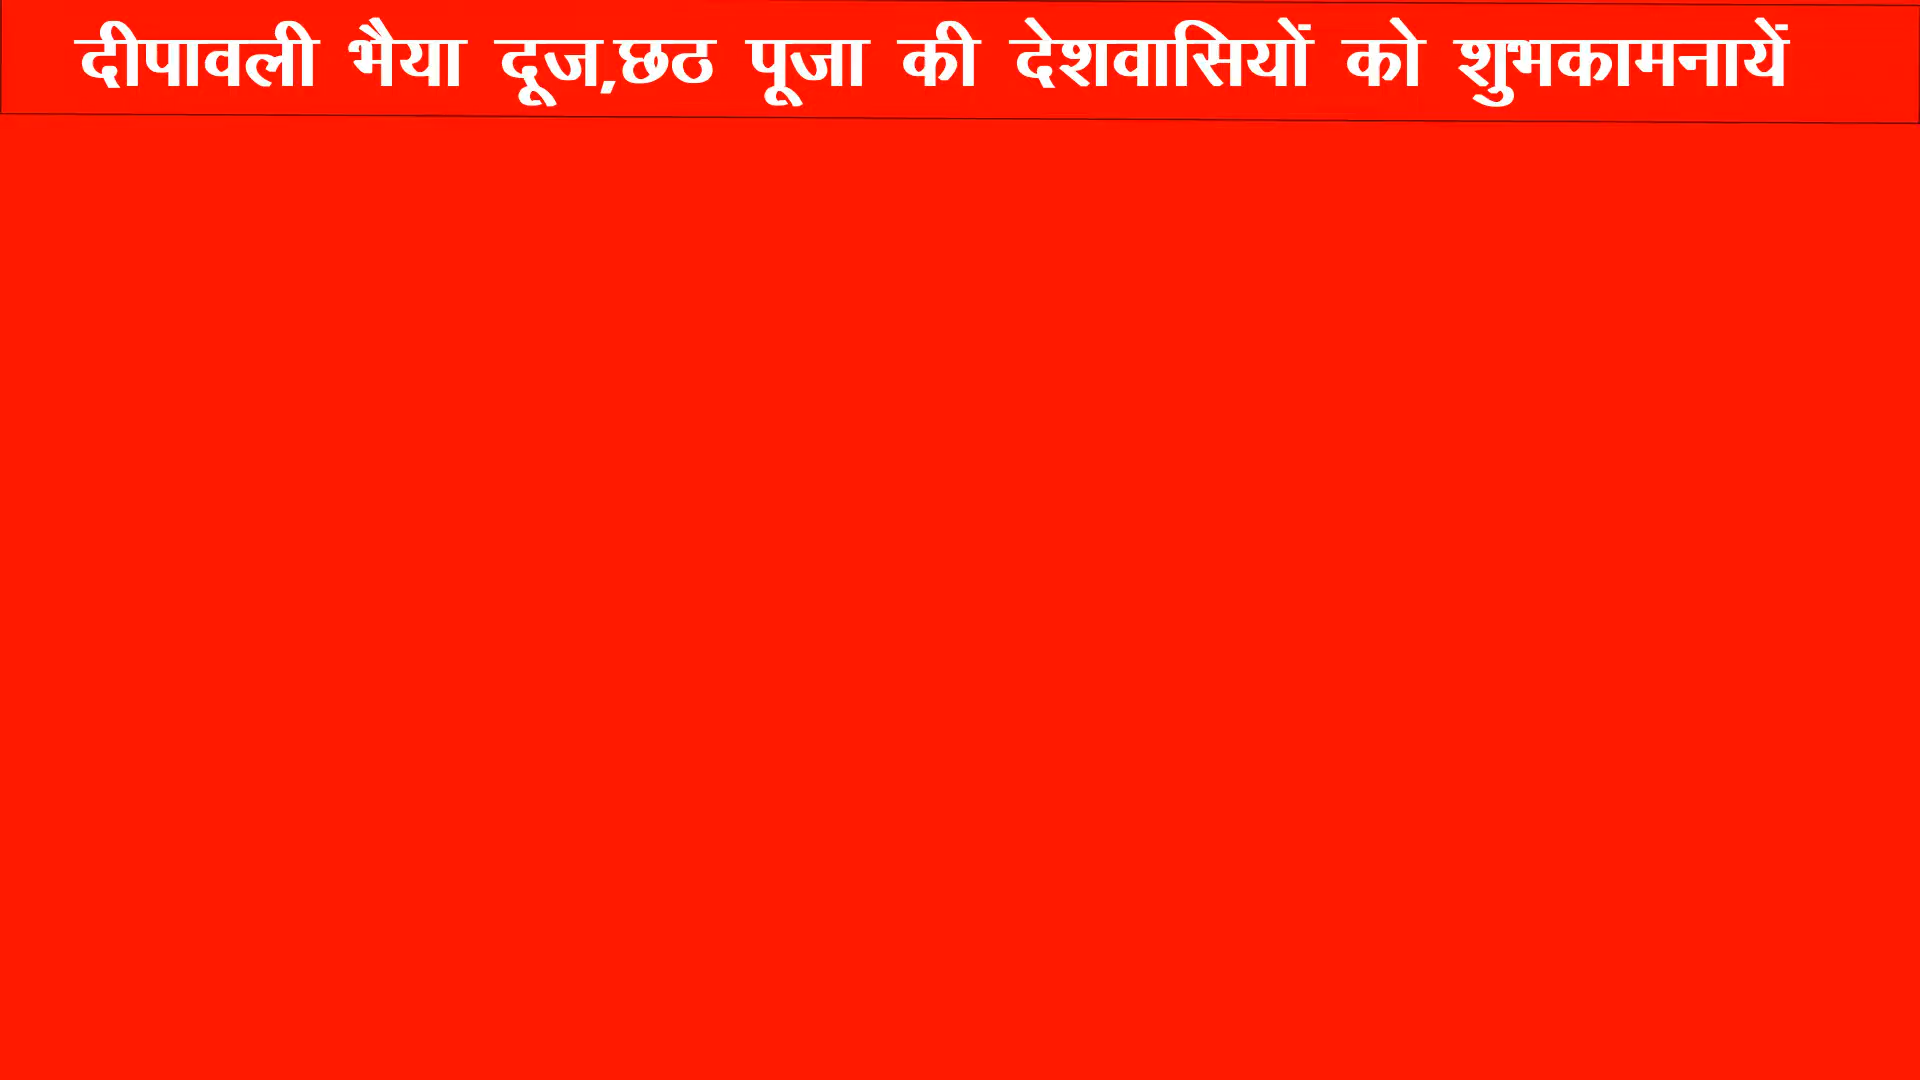 दीपावली भैया दूज,छठ पूजा की देशवासियों को शुभकामनायें